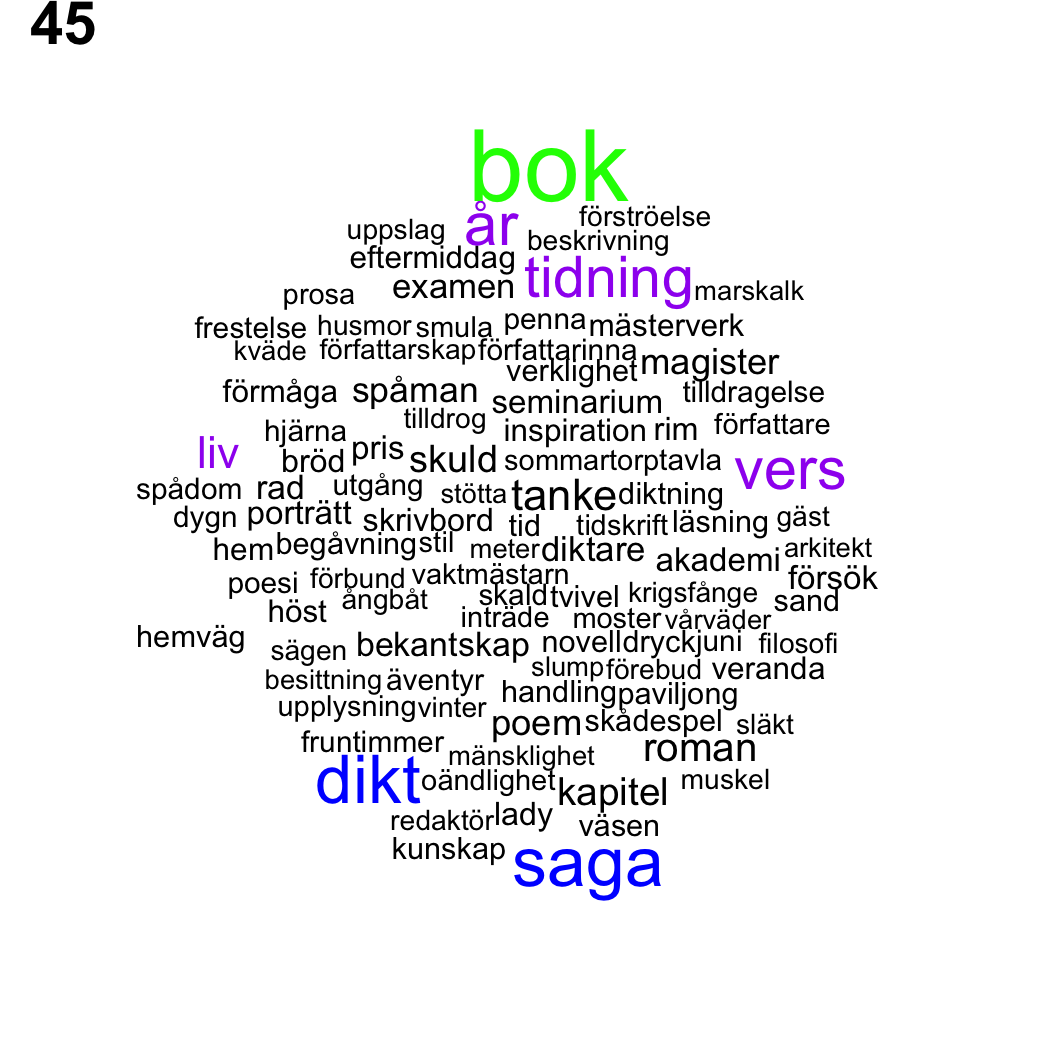 45
bok
förströelse
uppslag år beskrivning
eftermiddag tidning
prosa examen marskalk
frestelse husmor smula penna mästerverk
kväde författarskap författarinna
verklighet magister
förmåga spåman seminarium tilldragelse
tilldrog
hjärna inspiration rim författare
liv bröd pris skuld sommartorptavla vers
spådom rad utgång stötta tanke diktning
dygn porträtt skrivbord tid tidskrift läsning gäst
hem begåvning stil meter diktare akademi arkitekt
poesi förbund vaktmästarn försök
höst ångbåt skald tvivel krigsfånge sand
inträde moster vårväder
hemväg sägen bekantskap novell dryck juni filosofi
slump förebud veranda
besittning äventyr handling paviljong
upplysning vinter poem skådespel släkt
fruntimmer mänsklighet roman
dikt oändlighet kapitel muskel
redaktör lady väsen
kunskap saga